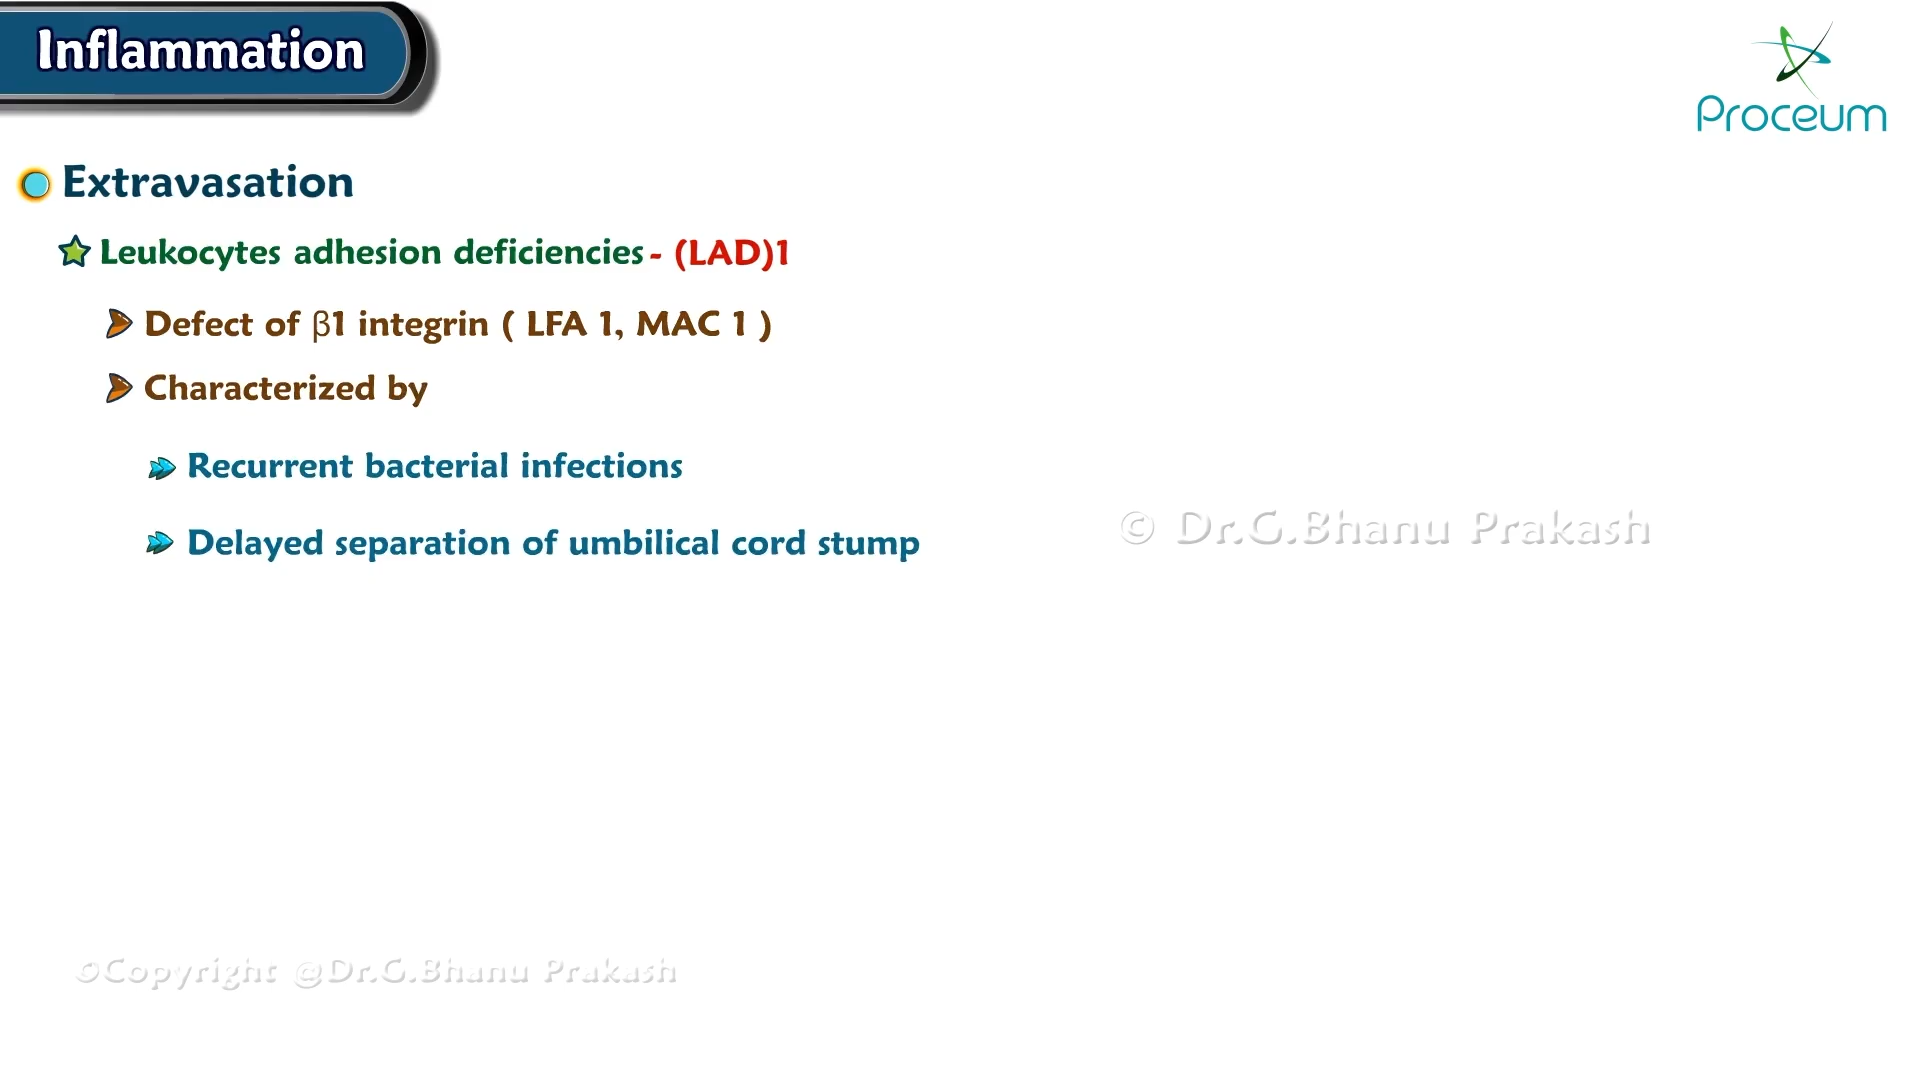 Inflammation
Proceum
Extravasation
Leukocytes adhesion deficiencies - (LAD)1
Defect of β1 integrin ( LFA 1, MAC 1 )
Characterized by
Recurrent bacterial infections
© Dr.G.Bhanu Prakash
Delayed separation of umbilical cord stump
©Copyright @Dr.G.Bhanu Prakash